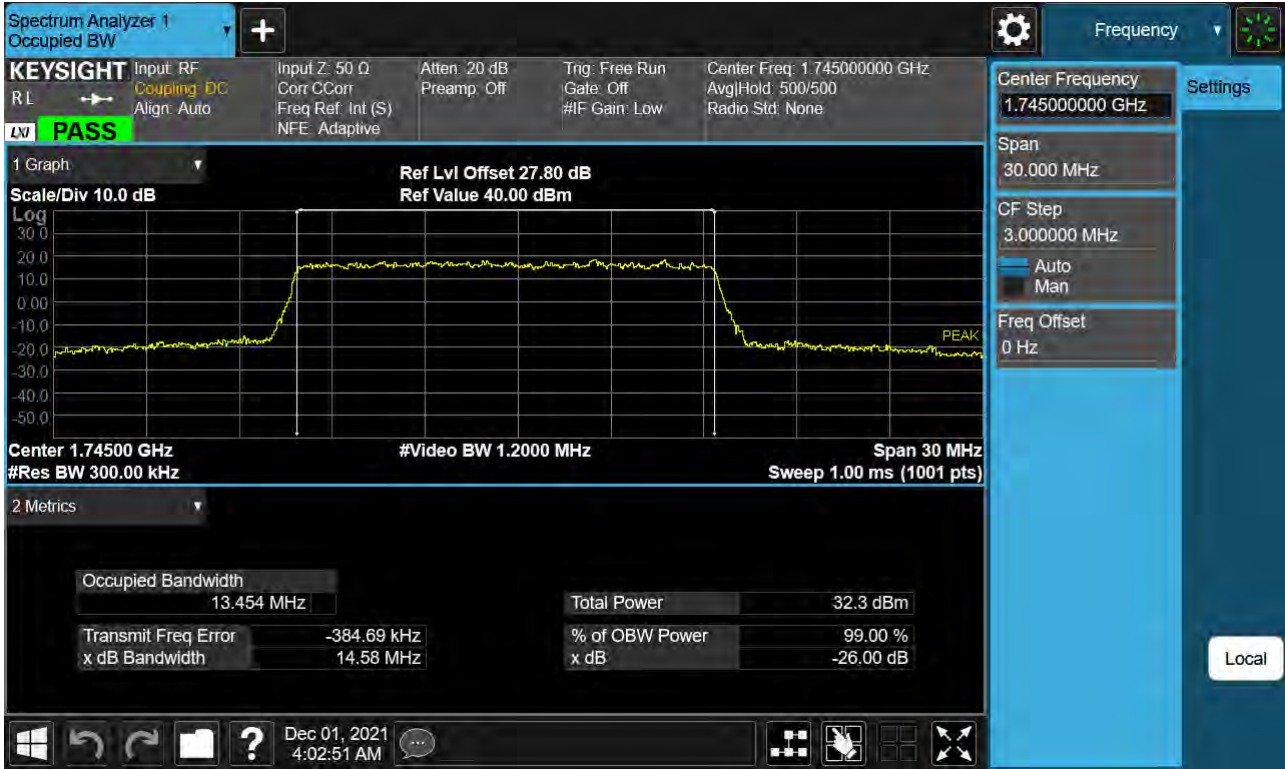 Spectrum Analyzer 1
Occupied BW
Frequency
KEYSIGHT
R L
LXI PASS
Input: RF
Coupling: DC
Align: Auto
Input Z: 50 Ω
Corr CCorr
Freq Ref: Int (S)
NFE: Adaptive
Atten: 20 dB
Preamp: Off
Trig: Free Run
Gate: Off
#IF Gain: Low
Center Freq: 1.745000000 GHz
Avg|Hold: 500/500
Radio Std: None
Center Frequency
1.745000000 GHz
Settings
Span
30.000 MHz
CF Step
3.000000 MHz
Auto
Man
Freq Offset
0 Hz
Local
1 Graph
Scale/Div 10.0 dB
Ref Lvl Offset 27.80 dB
Ref Value 40.00 dBm
Log
30.0
20.0
10.0
0.00
-10.0
-20.0
-30.0
-40.0
-50.0
PEAK
Center 1.74500 GHz
#Video BW 1.2000 MHz
Span 30 MHz
#Res BW 300.00 kHz
Sweep 1.00 ms (1001 pts)
2 Metrics
Occupied Bandwidth
13.454 MHz
Total Power 32.3 dBm
Transmit Freq Error -384.69 kHz
% of OBW Power 99.00 %
x dB Bandwidth 14.58 MHz
x dB -26.00 dB
?
Dec 01, 2021
4:02:51 AM